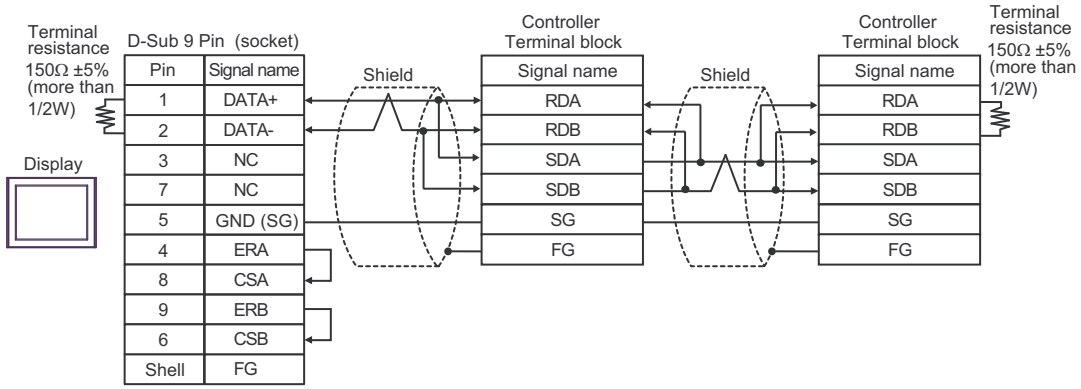 Terminal
resistance
150Ω ±5%
(more than
1/2W)
Display
D-Sub 9 Pin (socket)
Pin Signal name
1 DATA+
2 DATA-
3 NC
7 NC
5 GND (SG)
4 ERA
8 CSA
9 ERB
6 CSB
Shell FG
Shield
Controller
Terminal block
Signal name
RDA
RDB
SDA
SDB
SG
FG
Shield
Controller
Terminal block
Signal name
RDA
RDB
SDA
SDB
SG
FG
Terminal
resistance
150Ω ±5%
(more than
1/2W)